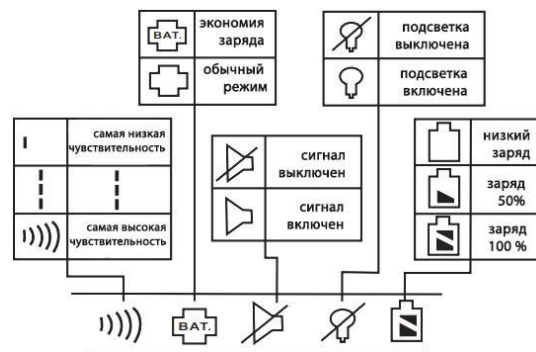 BAT.
экономия
заряда
обычный
режим
подсветка
выключена
подсветка
включена
самая низкая
чувствительность
самая высокая
чувствительность
сигнал
выключен
сигнал
включен
низкий
заряд
заряд
50%
заряд
100 %
BAT.